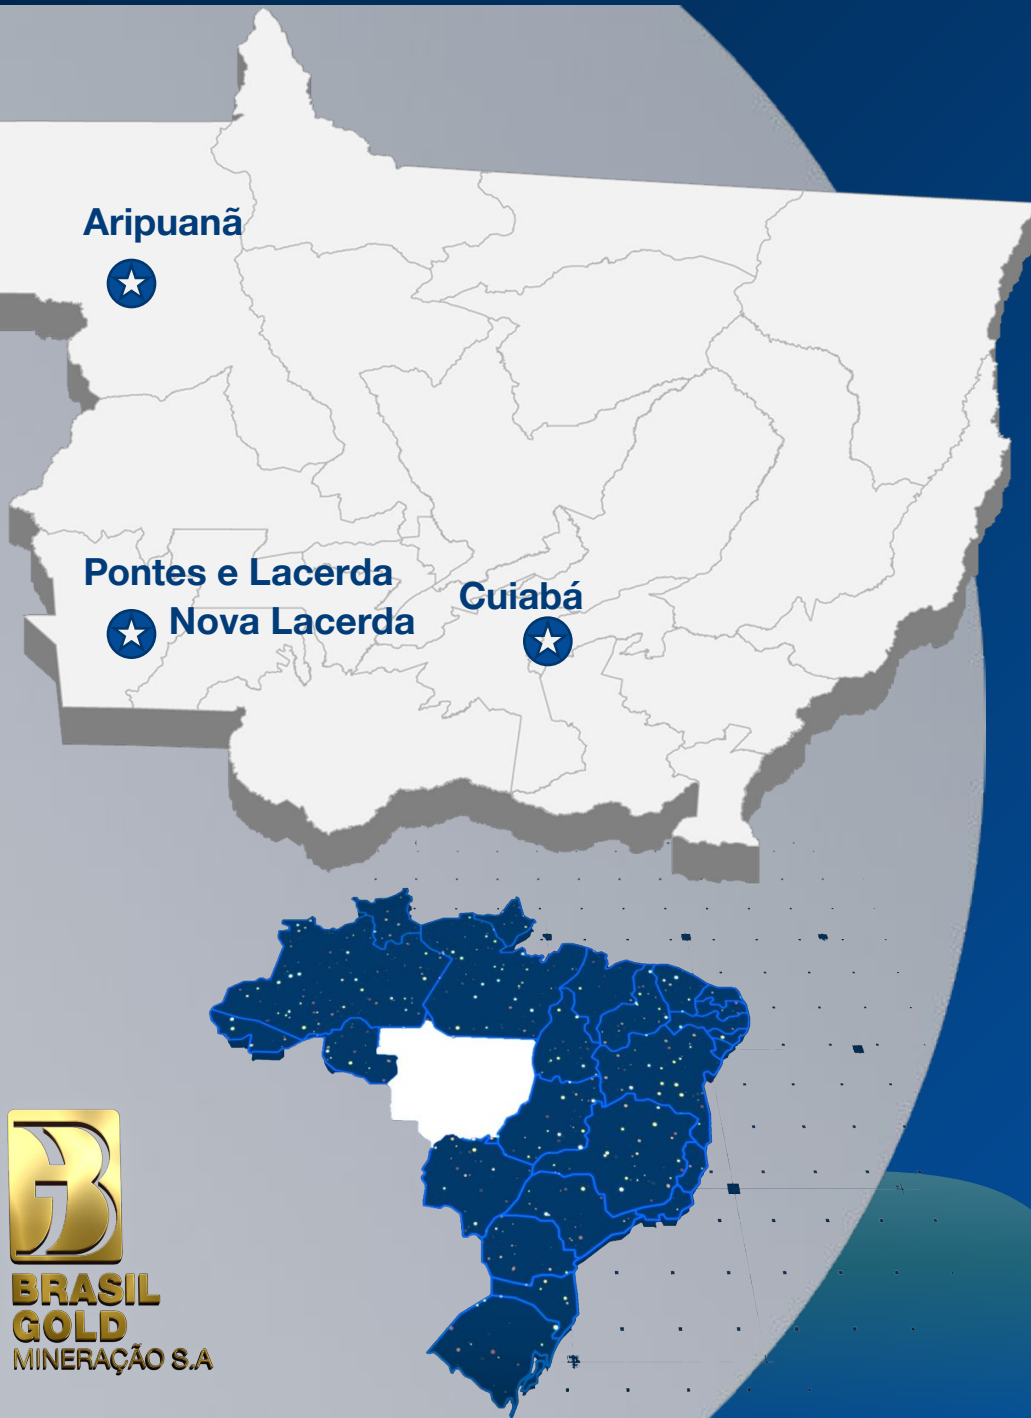 Aripuanã
Pontes e Lacerda
Nova Lacerda
Cuiabá
BRASIL
GOLD
MINERAÇÃO S.A